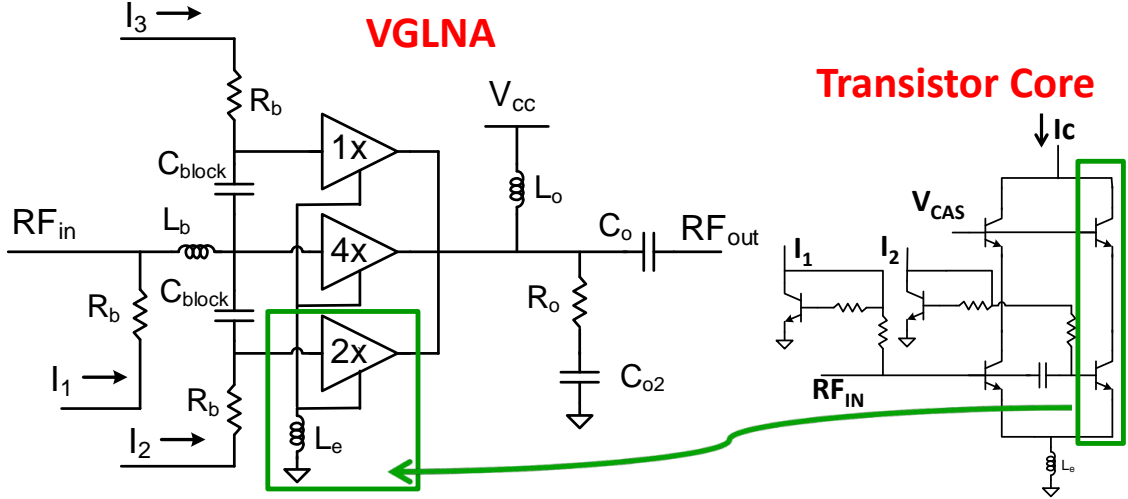 I3
VGLNA
Transistor Core
Rb
Vcc
Ic
1x
Cblock
Lo
VCAS
RFin
Lb
4x
Co
RFout
I1
I2
Cblock
Rb
Ro
2x
I1
Rb
Co2
RFIN
I2
Le
Le